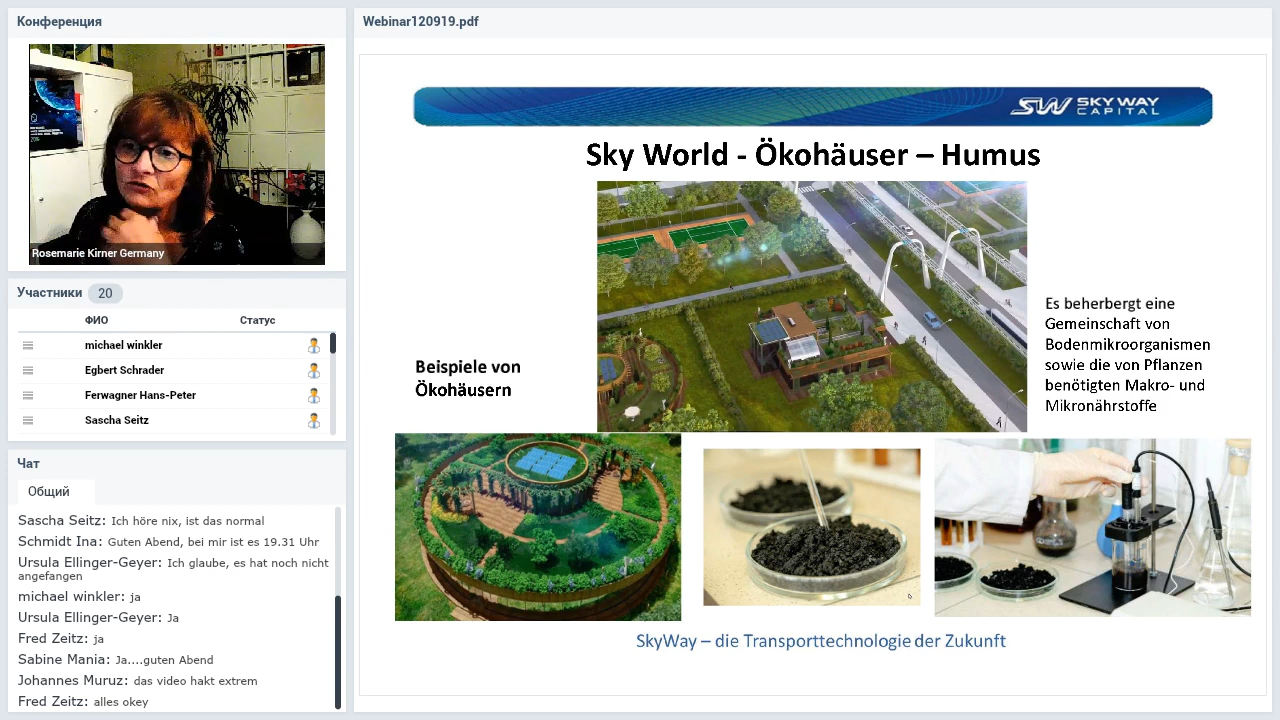 Конференция
Rosemarie Kirner Germany
Участники 20
ФИО Статус
michael winkler
Egbert Schrader
Ferwagner Hans-Peter
Sascha Seitz
Чат
Общий
Sascha Seitz: Ich höre nix, ist das normal
Schmidt Ina: Guten Abend, bei mir ist es 19.31 Uhr
Ursula Ellinger-Geyer: Ich glaube, es hat noch nicht
angefangen
michael winkler: ja
Ursula Ellinger-Geyer: Ja
Fred Zeitz: ja
Sabine Mania: Ja....guten Abend
Johannes Muruz: das video hakt extrem
Fred Zeitz: alles okey
Webinar120919.pdf
SW SKY WAY
CAPITAL
Sky World - Ökohäuser – Humus
Beispiele von
Ökohäusern
Es beherbergt eine
Gemeinschaft von
Bodenmikroorganismen
sowie die von Pflanzen
benötigten Makro- und
Mikronährstoffe
SkyWay – die Transporttechnologie der Zukunft